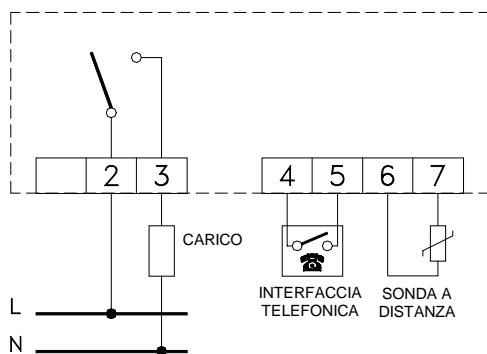 2 3 4 5 6 7
CARICO
INTERFACCIA TELEFONICA
SONDA A DISTANZA
L
N